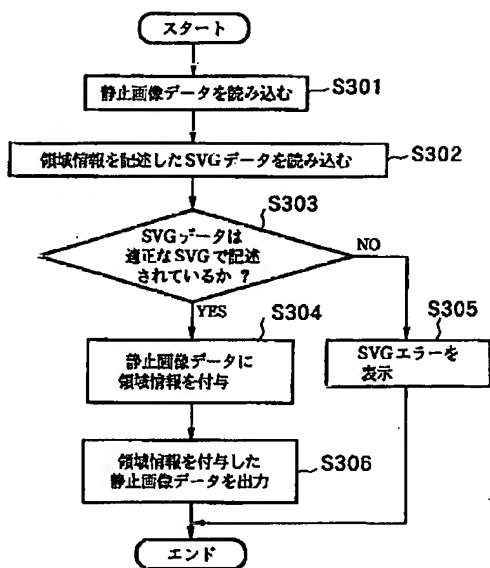 スタート
静止画像データを読み込む
S301
領域情報を記述したSVGデータを読み込む
S302
S303
SVGデータは
適正なSVGで記述
されているか？
NO
YES
S304
静止画像データに
領域情報を付与
S305
SVGエラーを
表示
領域情報を付与した
静止画像データを出力
S306
エンド